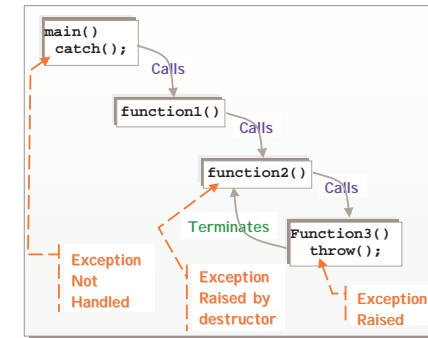 main()
catch();
Calls
function1()
Calls
function2()
Calls
Terminates
Function3()
throw();
Exception
Not
Handled
Exception
Raised by
destructor
Exception
Raised